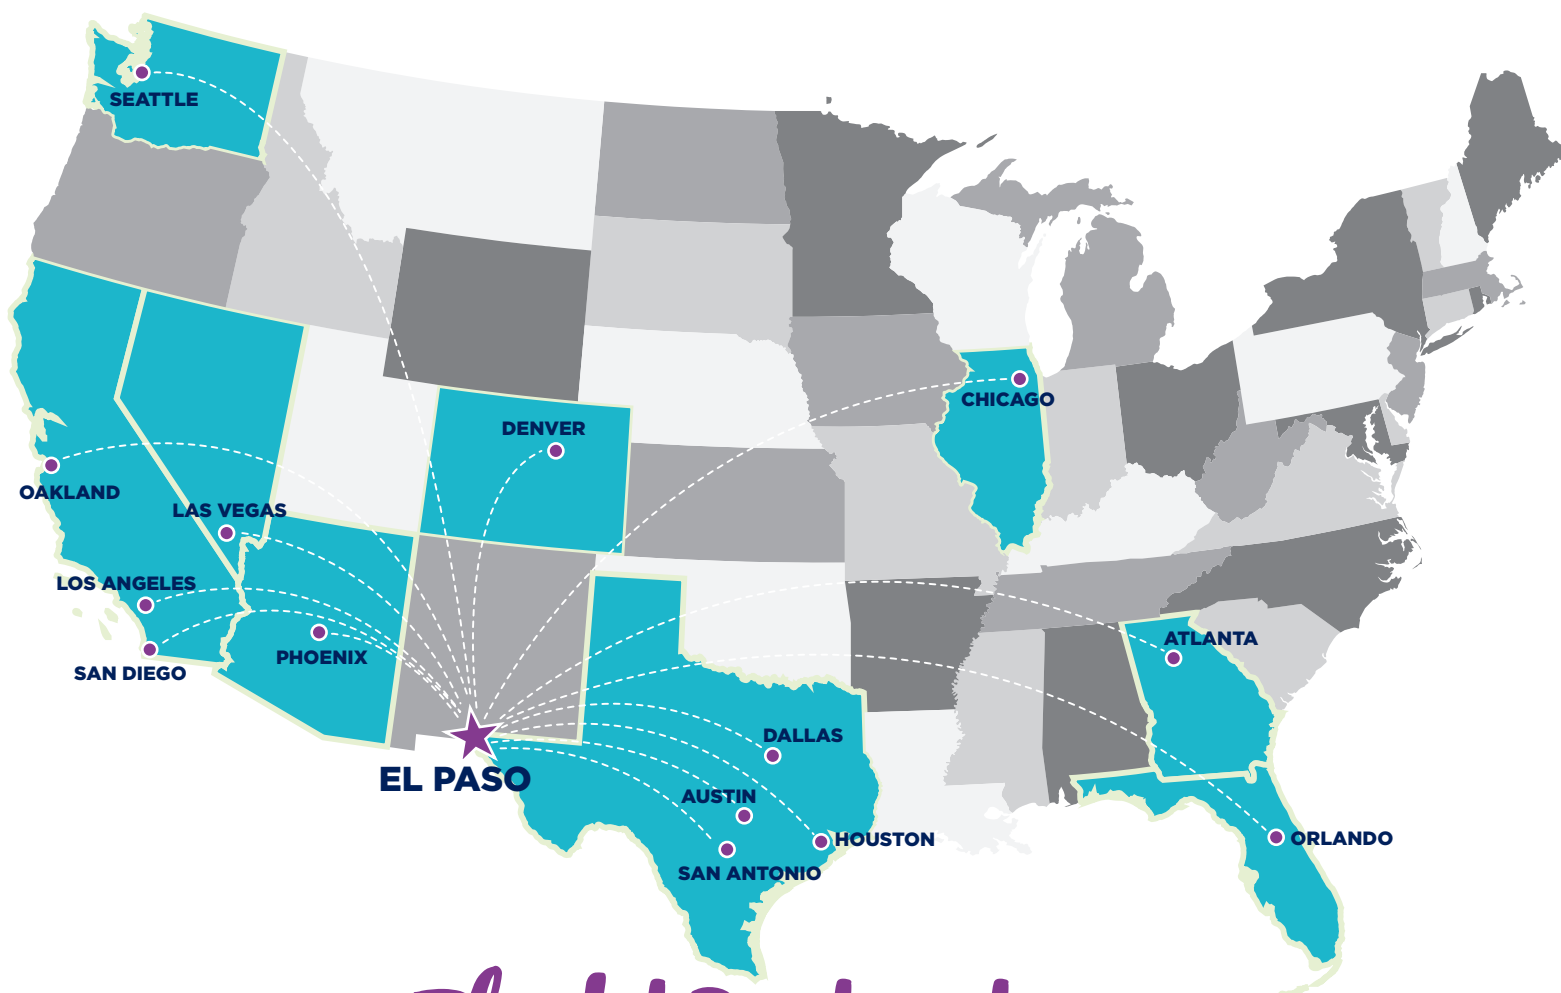 SEATTLE
CHICAGO
DENVER
OAKLAND
LAS VEGAS
LOS ANGELES
PHOENIX
SAN DIEGO
ATLANTA
DALLAS
EL PASO
AUSTIN
HOUSTON
ORLANDO
SAN ANTONIO